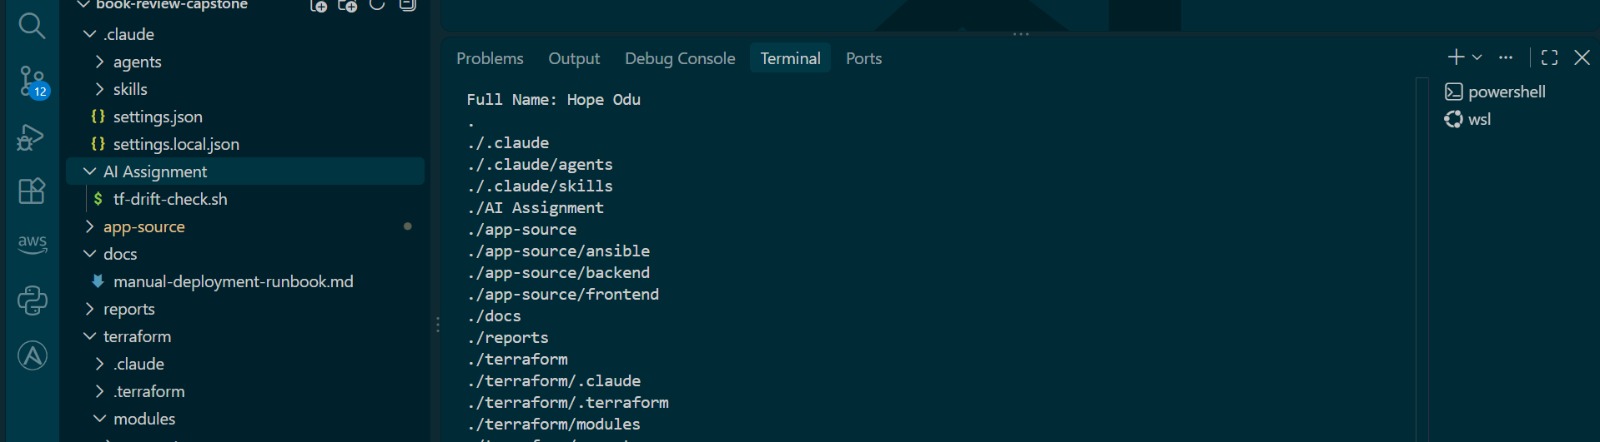 book-review-capstone
.claude
agents
skills
{} settings.json
{} settings.local.json
AI Assignment
$ tf-drift-check.sh
app-source
docs
manual-deployment-runbook.md
reports
terraform
.claude
.terraform
modules
12
aws
Problems Output Debug Console Terminal Ports
Full Name: Hope Odu
.
./.claude
./.claude/agents
./.claude/skills
./AI Assignment
./app-source
./app-source/ansible
./app-source/backend
./app-source/frontend
./docs
./reports
./terraform
./terraform/.claude
./terraform/.terraform
./terraform/modules
powershell
wsl